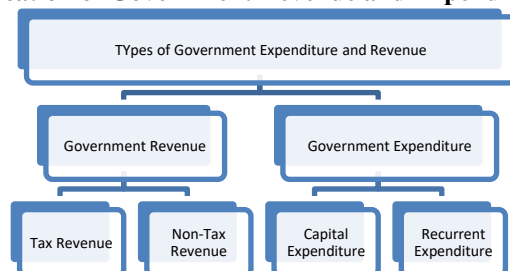 TYpes of Government Expenditure and Revenue
Government Revenue
Government Expenditure
Tax Revenue
Non-Tax
Revenue
Capital
Expenditure
Recurrent
Expenditure